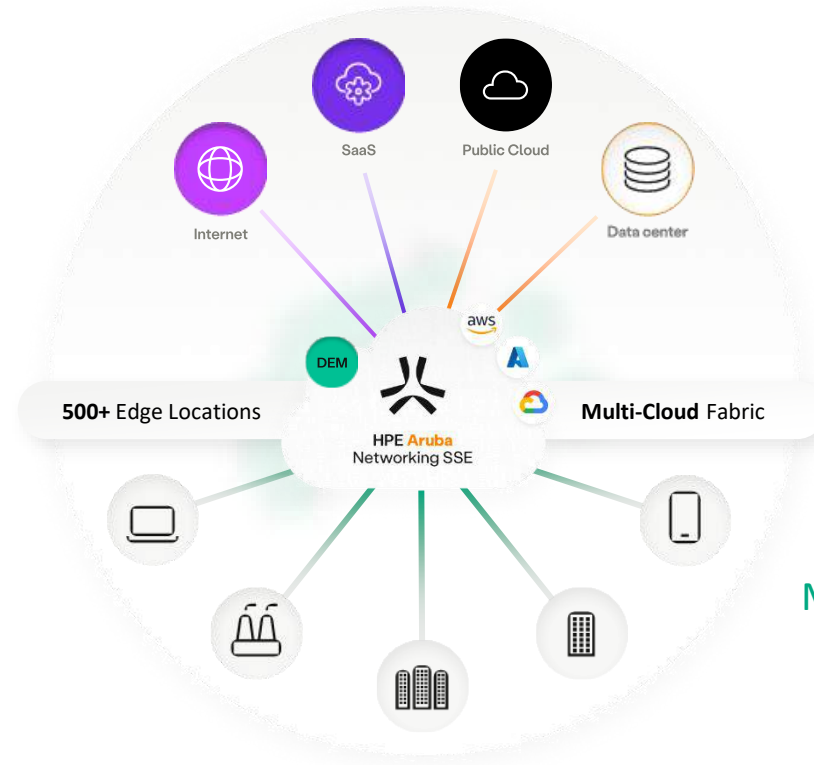 SaaS
Public Cloud
Internet
Data center
aws
DEM
500+ Edge Locations
Multi-Cloud Fabric
HPE Aruba
Networking SSE